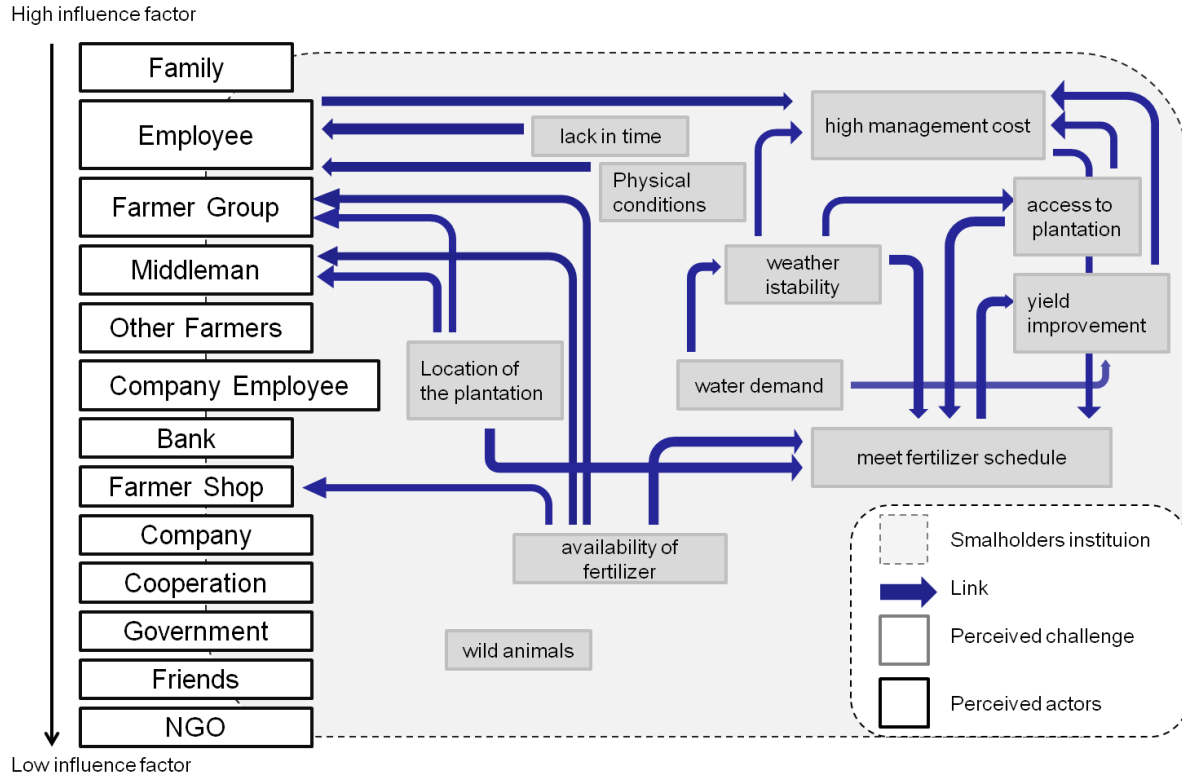 High influence factor
Family
Employee
Farmer Group
Middleman
Other Farmers
Company Employee
Bank
Farmer Shop
Company
Cooperation
Government
Friends
NGO
Low influence factor
lack in time
Physical
conditions
high management cost
access to
plantation
weather
istability
yield
improvement
Location of
the plantation
water demand
meet fertilizer schedule
availability of
fertilizer
wild animals
Smalholders instituion
Link
Perceived challenge
Perceived actors